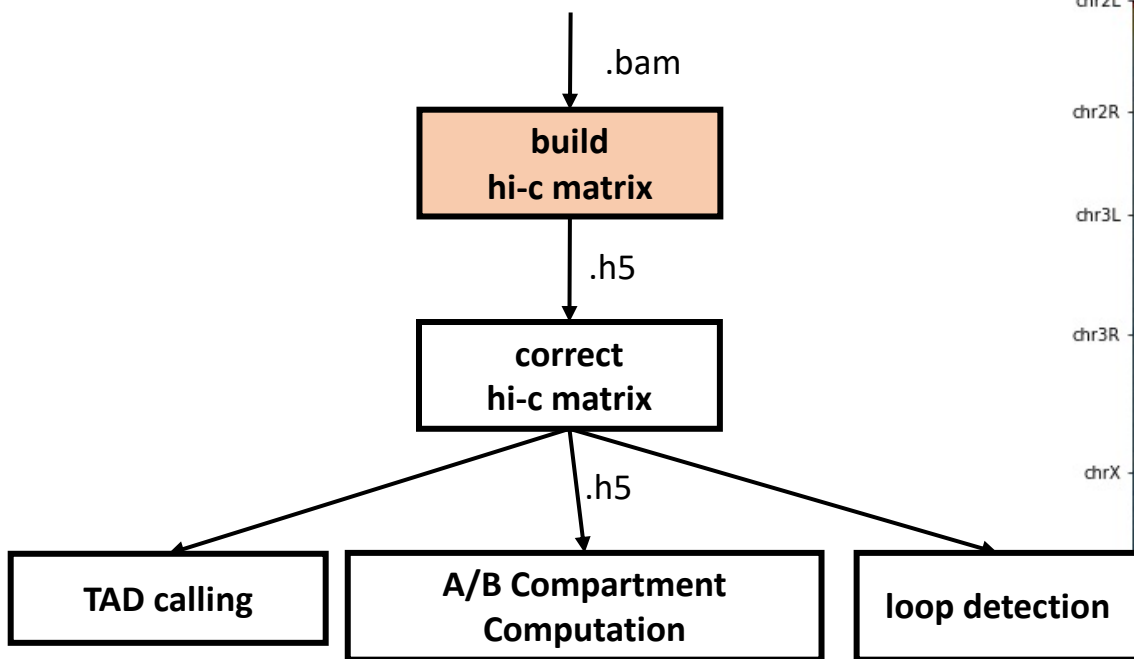 chr2L
.bam
build
hi-c matrix
chr2R
chr3L
.h5
correct
hi-c matrix
chr3R
chrX
.h5
TAD calling
A/B Compartment
Computation
loop detection